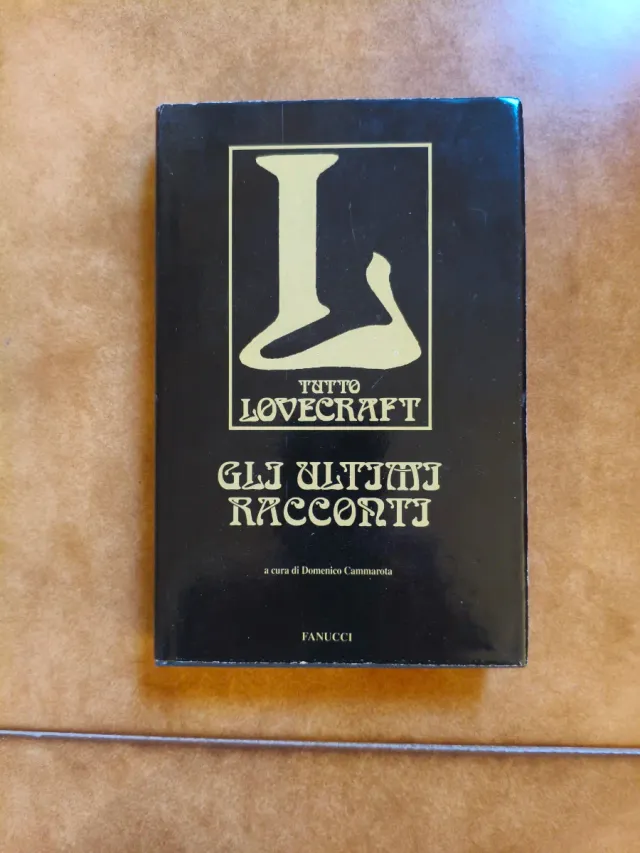 L
TUTTO
LOVECRAFT
GLI ULTIMI
RACCONTI
a cura di Domenico Cammarota
FANUCCI